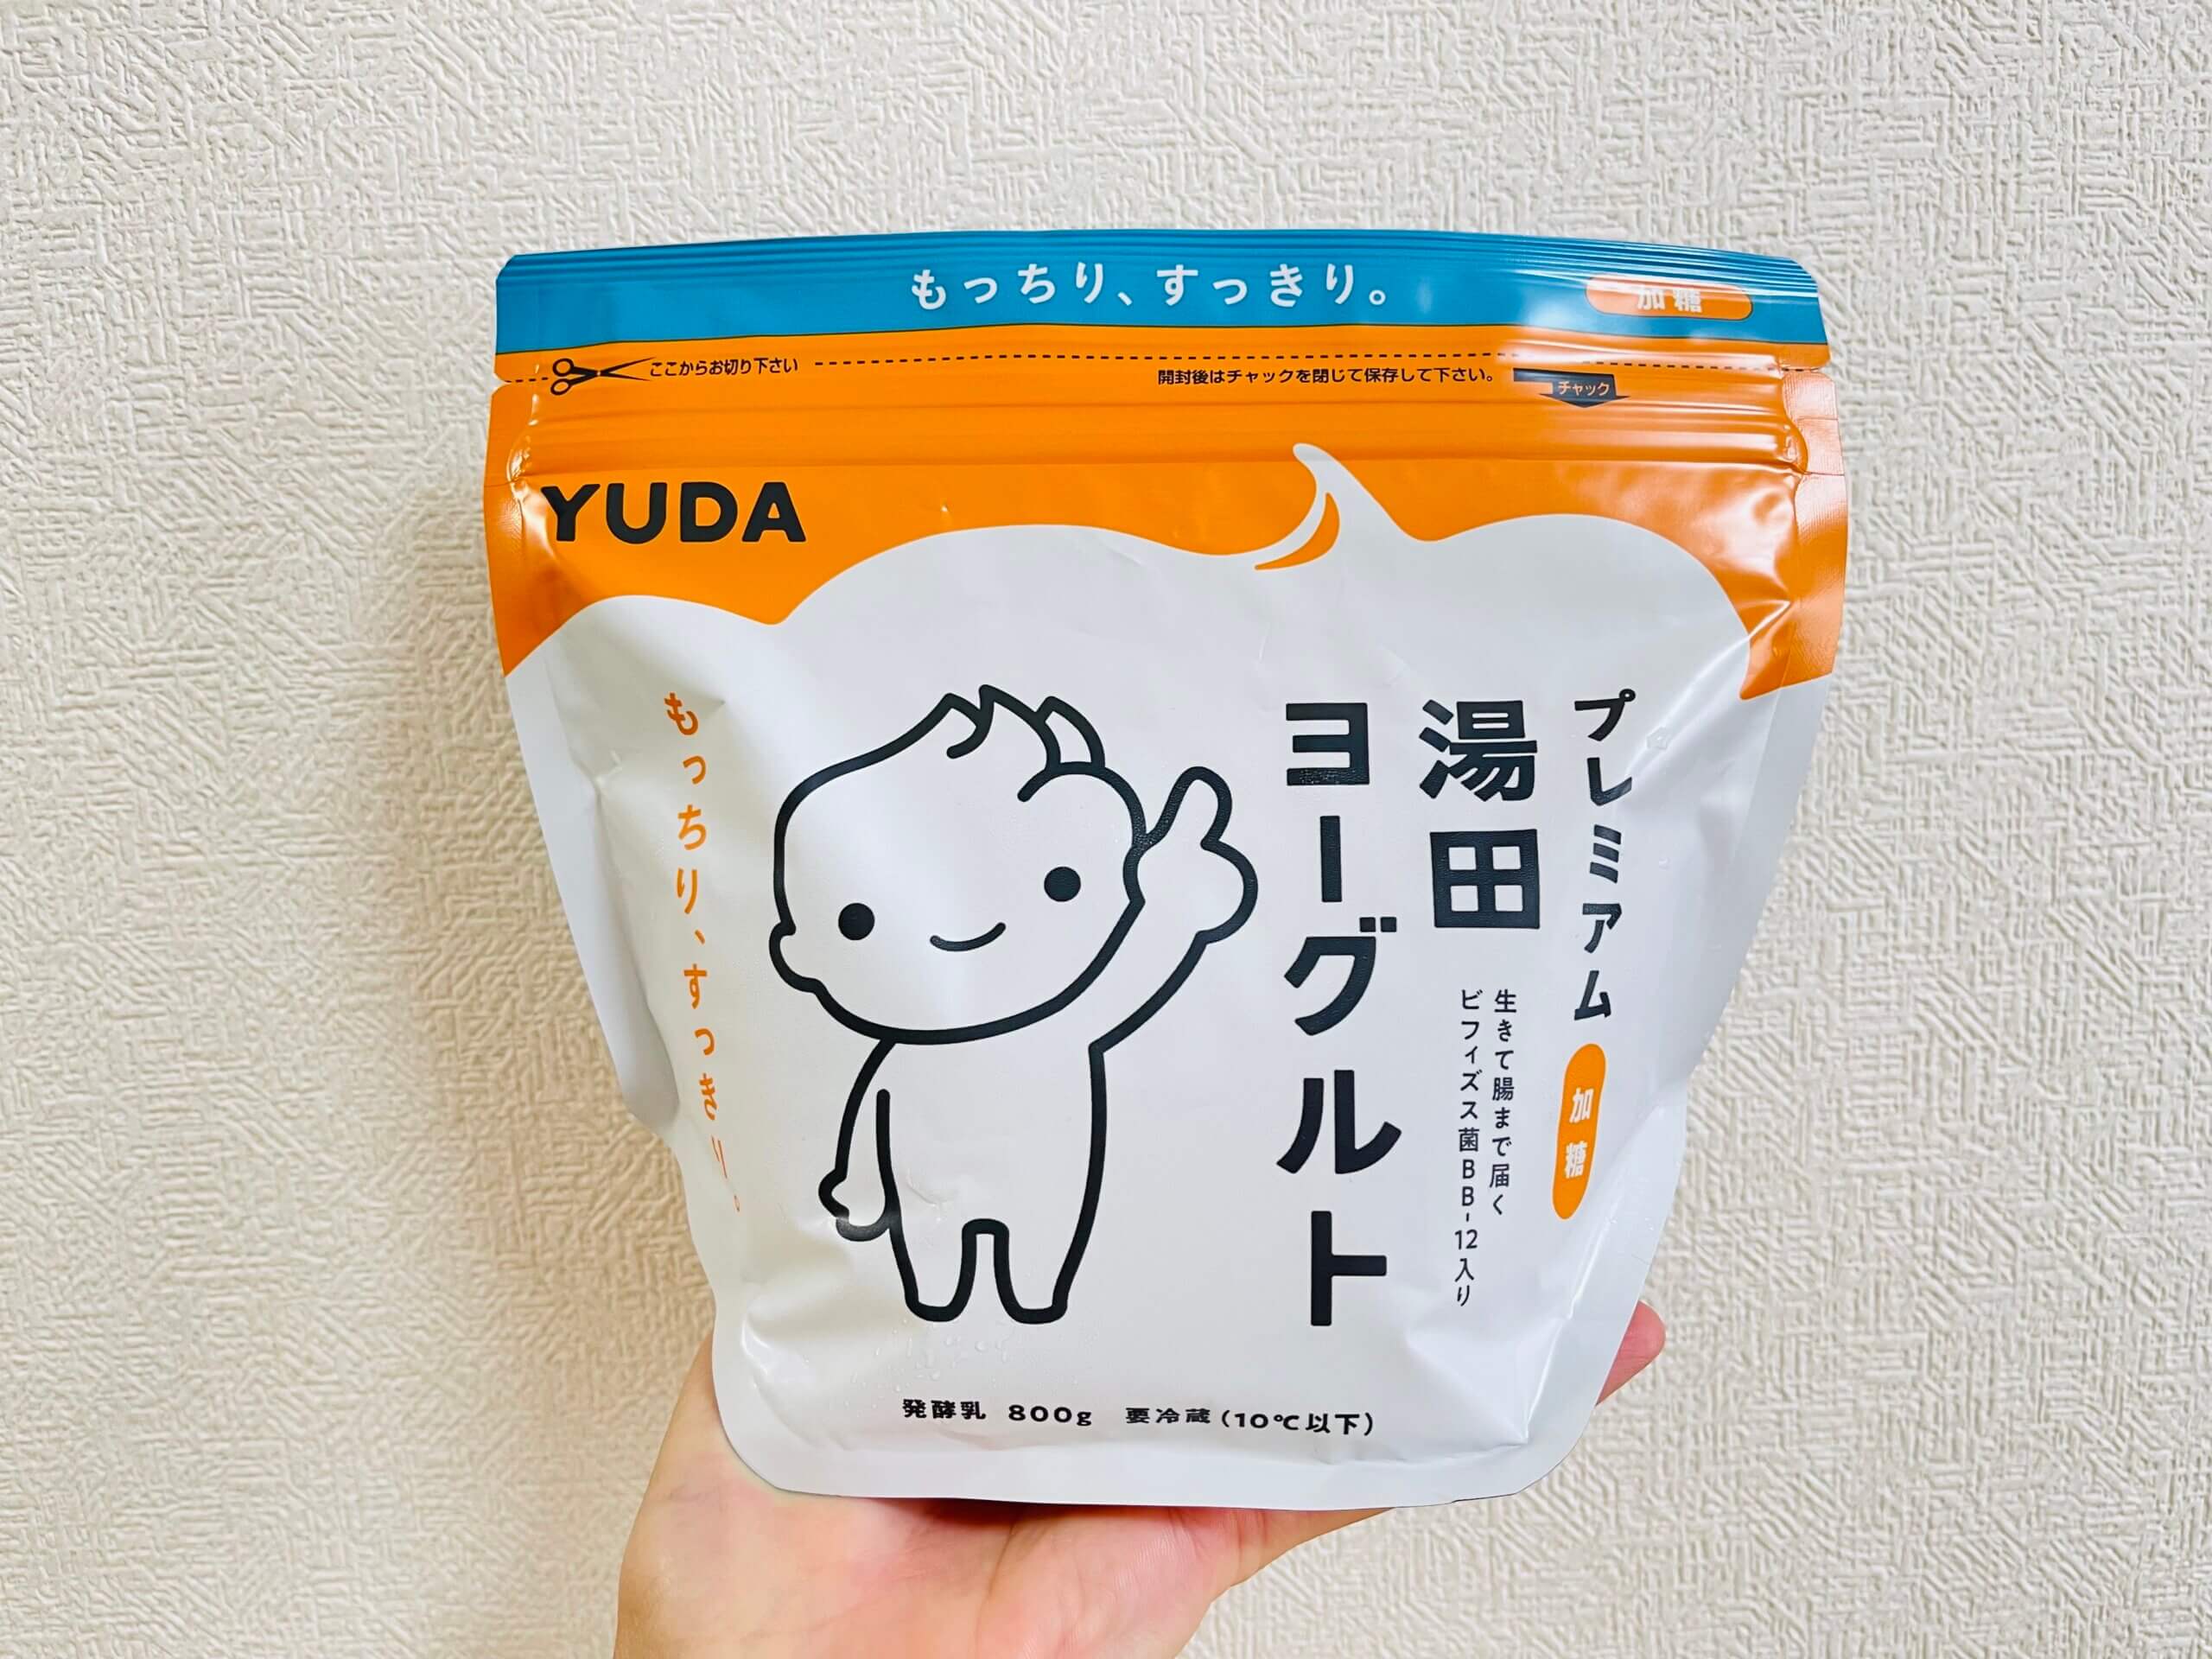 もっちり、すっきり。
加糖
ここからお切り下さい
開封後はチャックを閉じて保存して下さい。
チャック
YUDA
プレミアム
加糖
湯田
ヨーグルト
生きて腸まで届く
ビフィズス菌BB-12入り
もっちり、すっきり。
発酵乳 800g 要冷蔵(10℃以下)